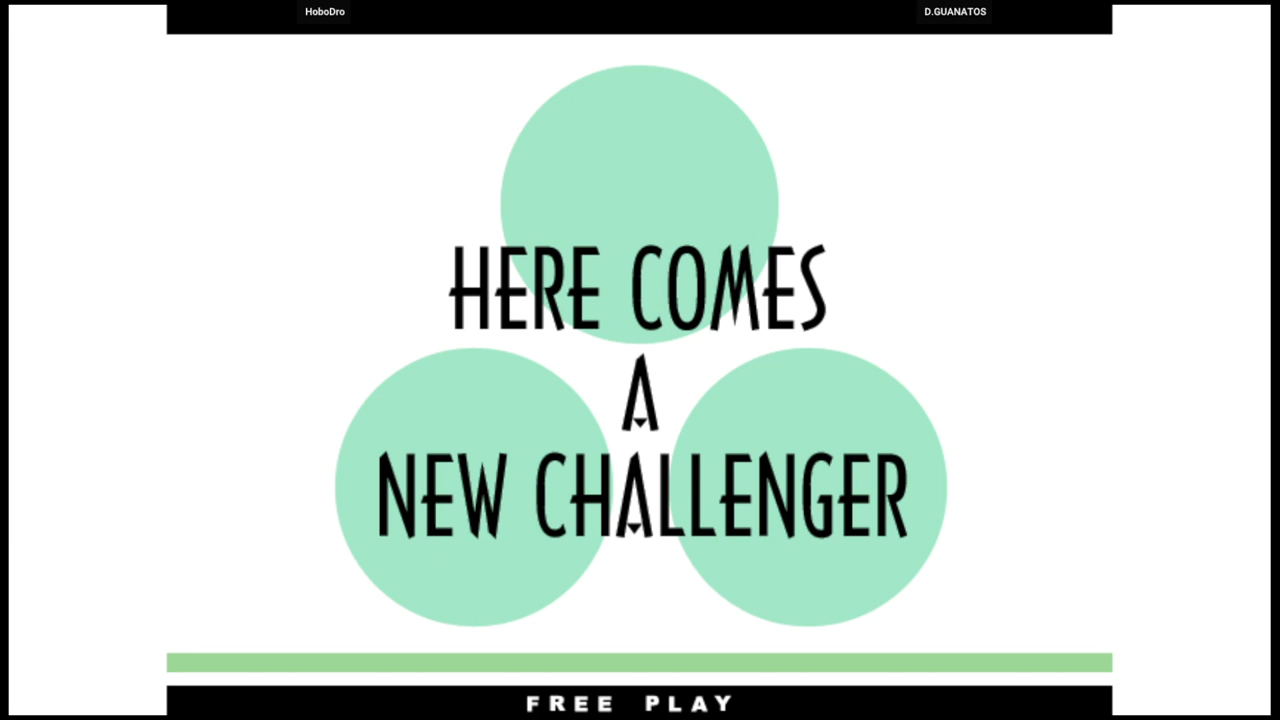 HoboDro D.GUANATOS
HERE COMES
A
NEW CHALLENGER
FREE PLAY